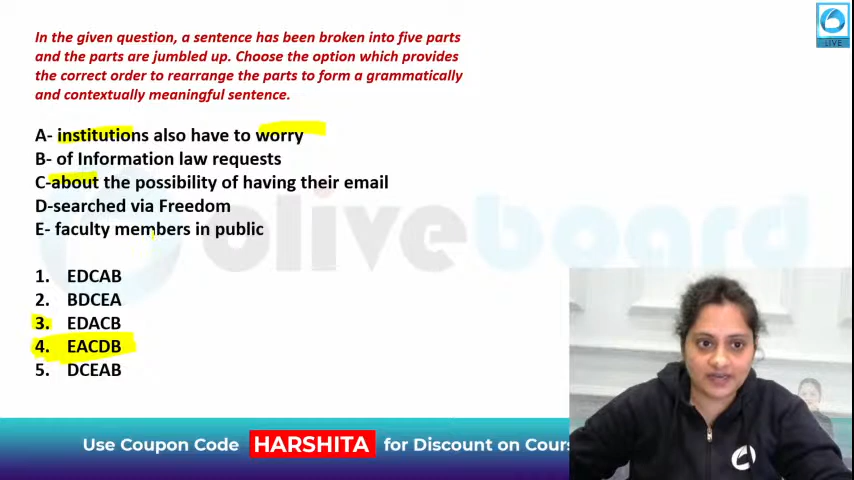 LIVE
In the given question, a sentence has been broken into five parts
and the parts are jumbled up. Choose the option which provides
the correct order to rearrange the parts to form a grammatically
and contextually meaningful sentence.
A- institutions also have to worry
B- of Information law requests
C-about the possibility of having their email
D-searched via Freedom
E- faculty members in public
oliveboard
1. EDCAB
2. BDCEA
3. EDACB
4. EACDB
5. DCEAB
Use Coupon Code HARSHITA for Discount on Cours